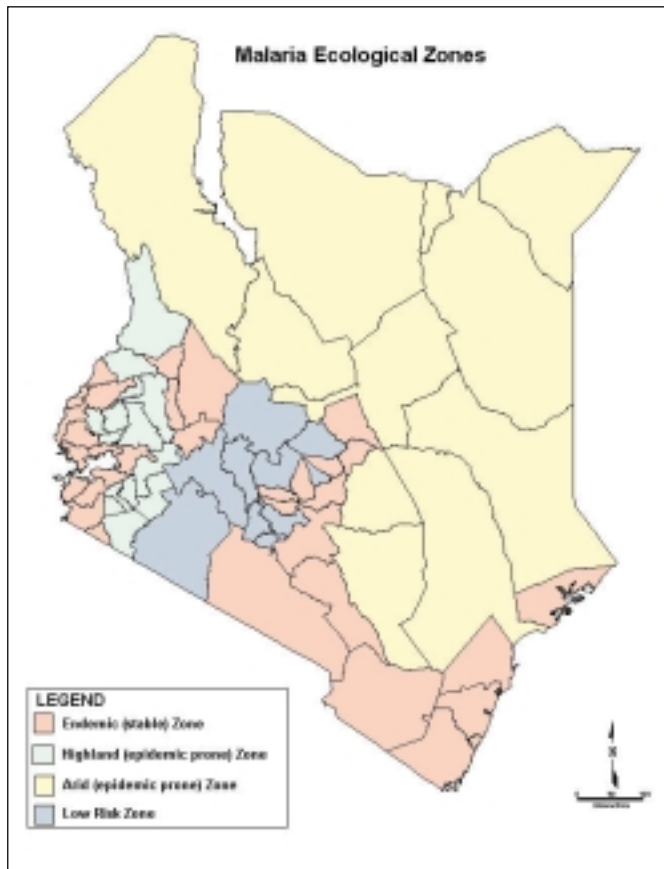 Malaria Ecological Zones
LEGEND
Endemic (stable) Zone
Highland (epidemic prone) Zone
Arid (epidemic prone) Zone
Low Risk Zone
N